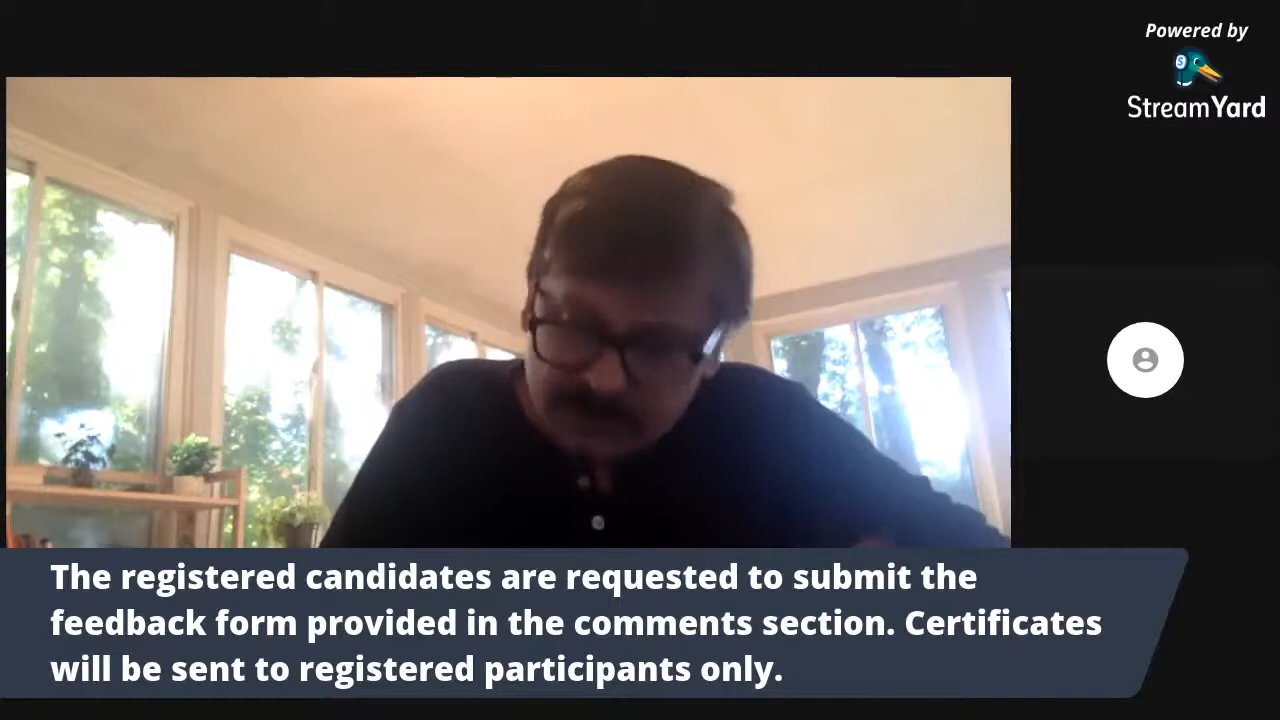 Powered by
StreamYard
The registered candidates are requested to submit the
feedback form provided in the comments section. Certificates
will be sent to registered participants only.